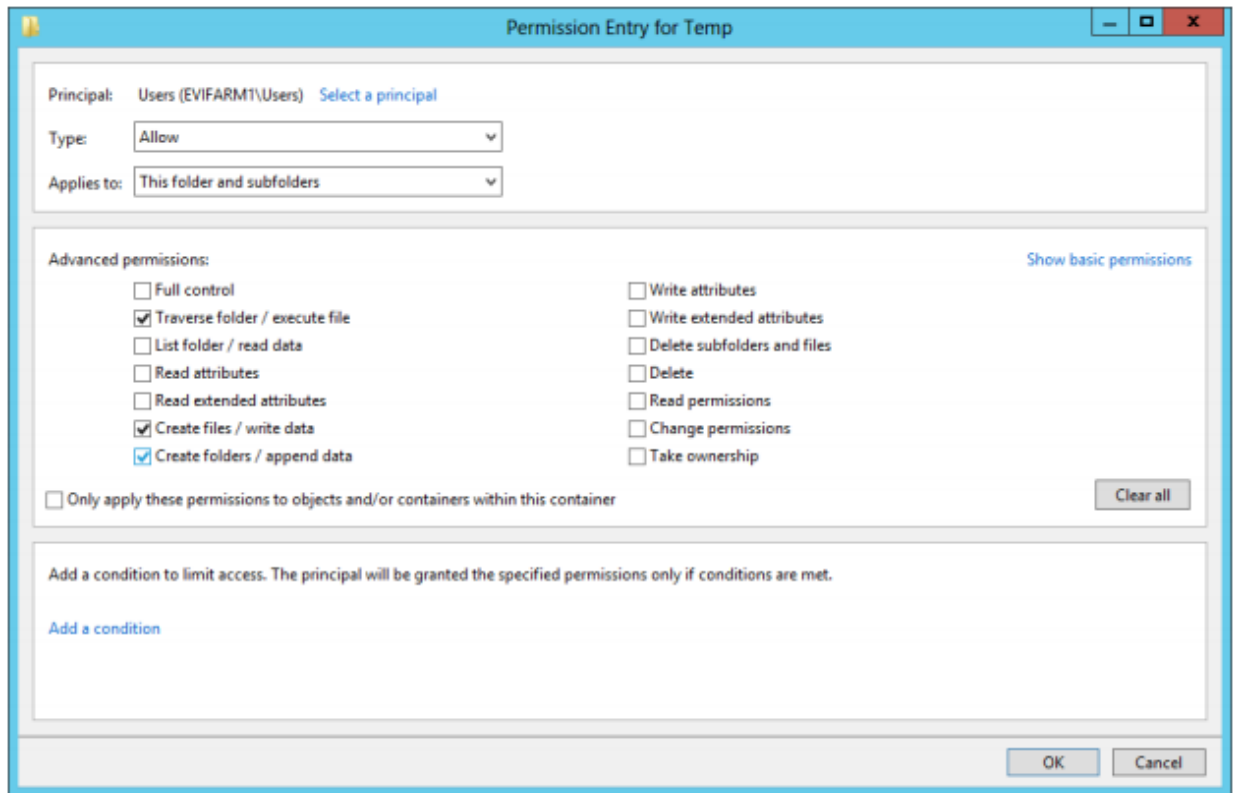 Permission Entry for Temp
Principal: Users (EVIFARM1\Users) Select a principal
Type: Allow
Applies to: This folder and subfolders
Advanced permissions: Show basic permissions
Full control
Traverse folder / execute file
List folder / read data
Read attributes
Read extended attributes
Create files / write data
Create folders / append data
Write attributes
Write extended attributes
Delete subfolders and files
Delete
Read permissions
Change permissions
Take ownership
Only apply these permissions to objects and/or containers within this container
Clear all
Add a condition to limit access. The principal will be granted the specified permissions only if conditions are met.
Add a condition
OK Cancel